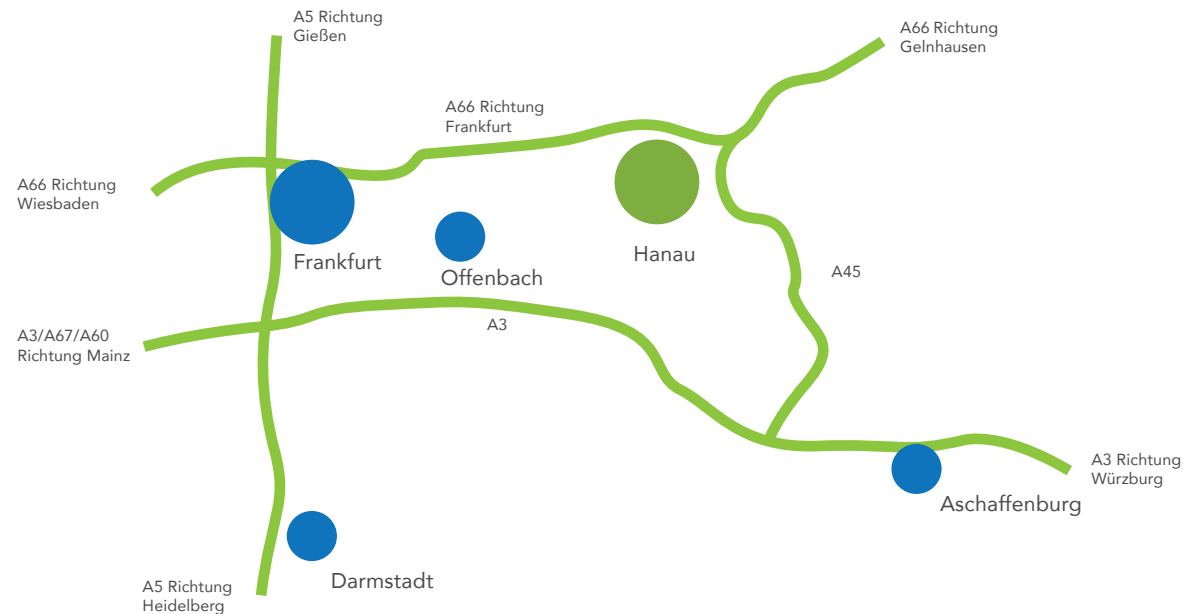 A5 Richtung
Gießen
A66 Richtung
Gelnhausen
A66 Richtung
Frankfurt
A66 Richtung
Wiesbaden
Frankfurt
Offenbach
Hanau
A45
A3/A67/A60
Richtung Mainz
A3
A3 Richtung
Würzburg
Aschaffenburg
Darmstadt
A5 Richtung
Heidelberg